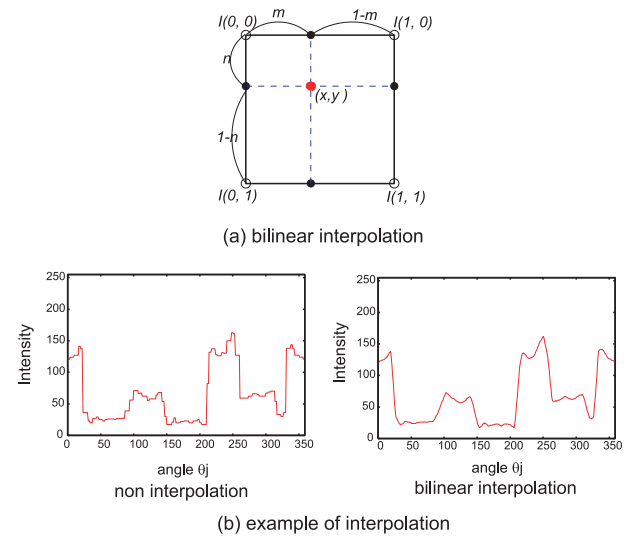 I(0, 0) m 1-m I(1, 0)
n
(x,y )
1-n
I(0, 1) I(1, 1)
(a) bilinear interpolation
250
200
150
100
50
0
Intensity
0 50 100 150 200 250 300 350
angle θj
non interpolation
250
200
150
100
50
0
Intensity
0 50 100 150 200 250 300 350
angle θj
bilinear interpolation
(b) example of interpolation